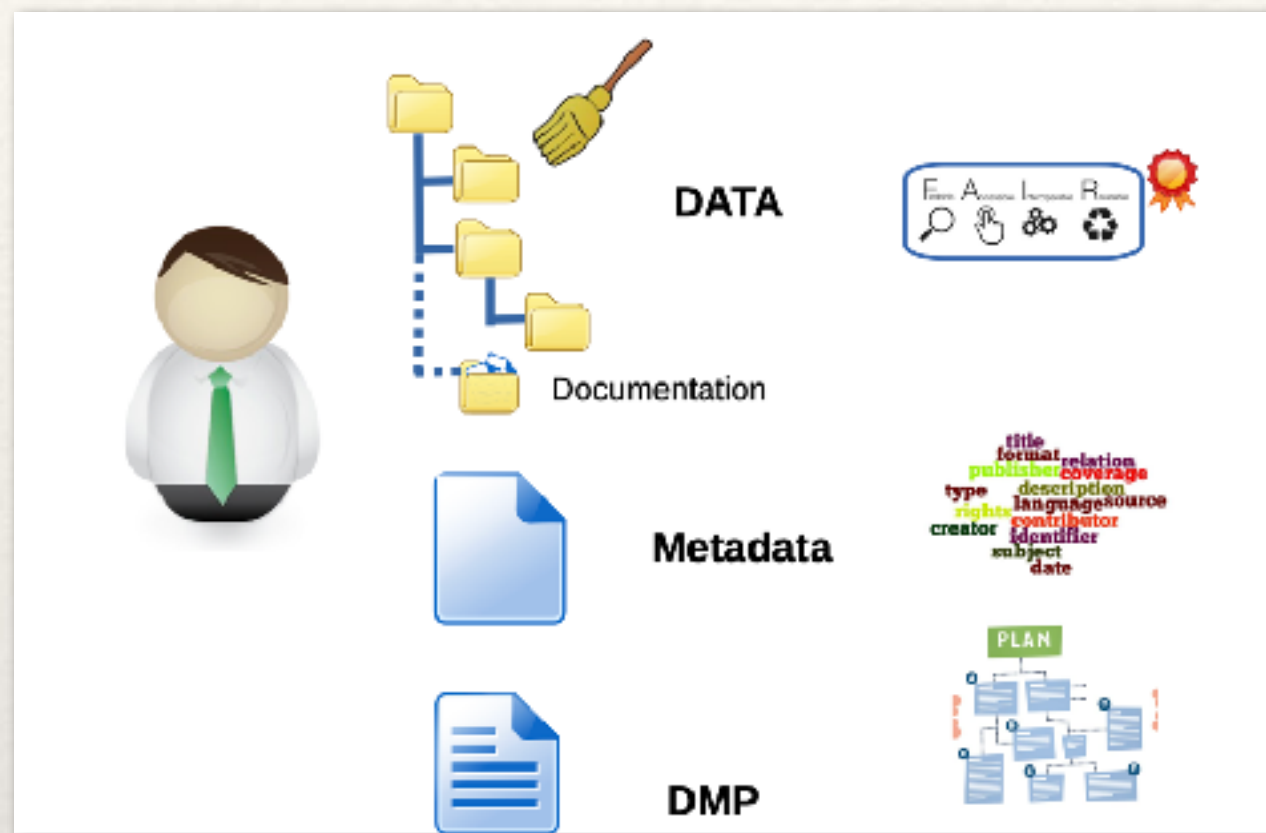 DATA
F A I R
Documentation
title
format relation
publisher coverage
type description
rights language source
creator contributor
identifier
subject
date
Metadata
PLAN
DMP